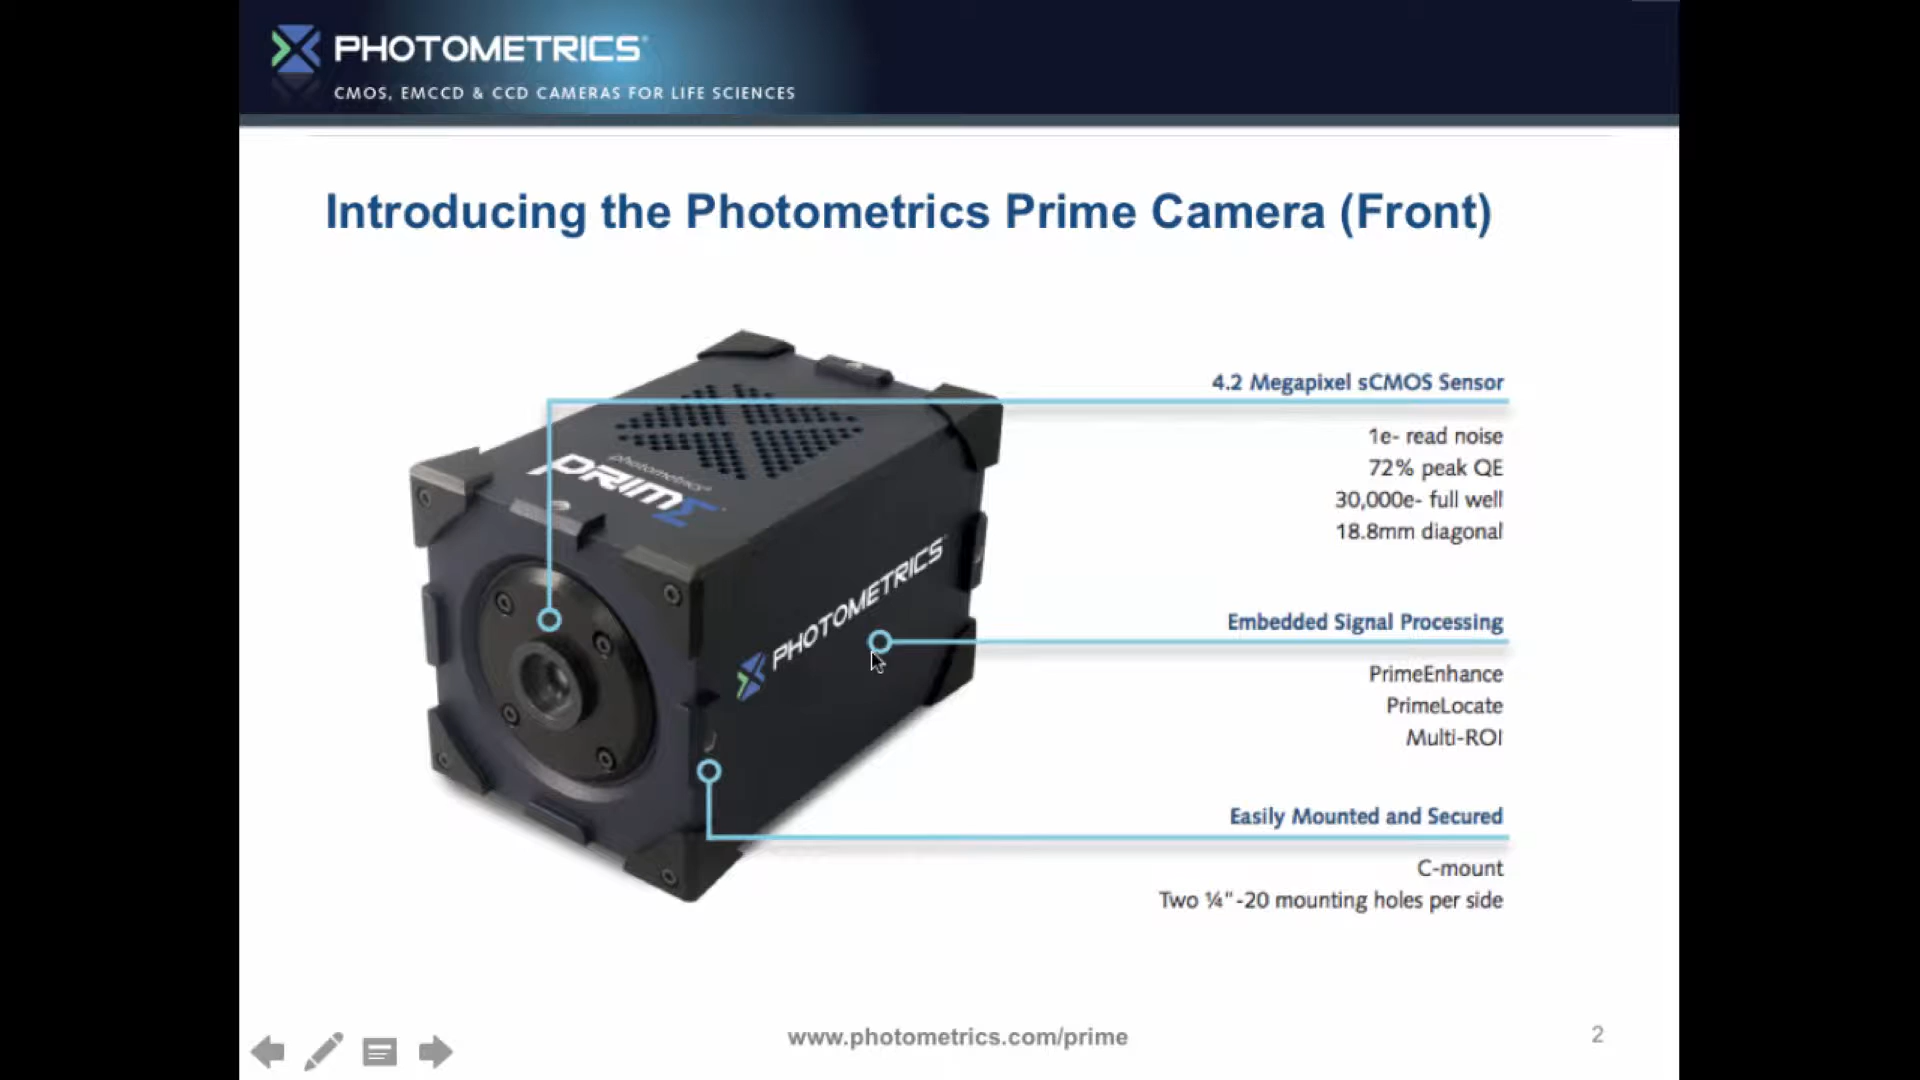 PHOTOMETRICS
CMOS, EMCCD & CCD CAMERAS FOR LIFE SCIENCES
Introducing the Photometrics Prime Camera (Front)
4.2 Megapixel sCMOS Sensor
1e- read noise
72% peak QE
30,000e- full well
18.8mm diagonal
photometrics®
PRIMΣ
PHOTOMETRICS
Embedded Signal Processing
PrimeEnhance
PrimeLocate
Multi-ROI
Easily Mounted and Secured
C-mount
Two ¼"-20 mounting holes per side
www.photometrics.com/prime
2